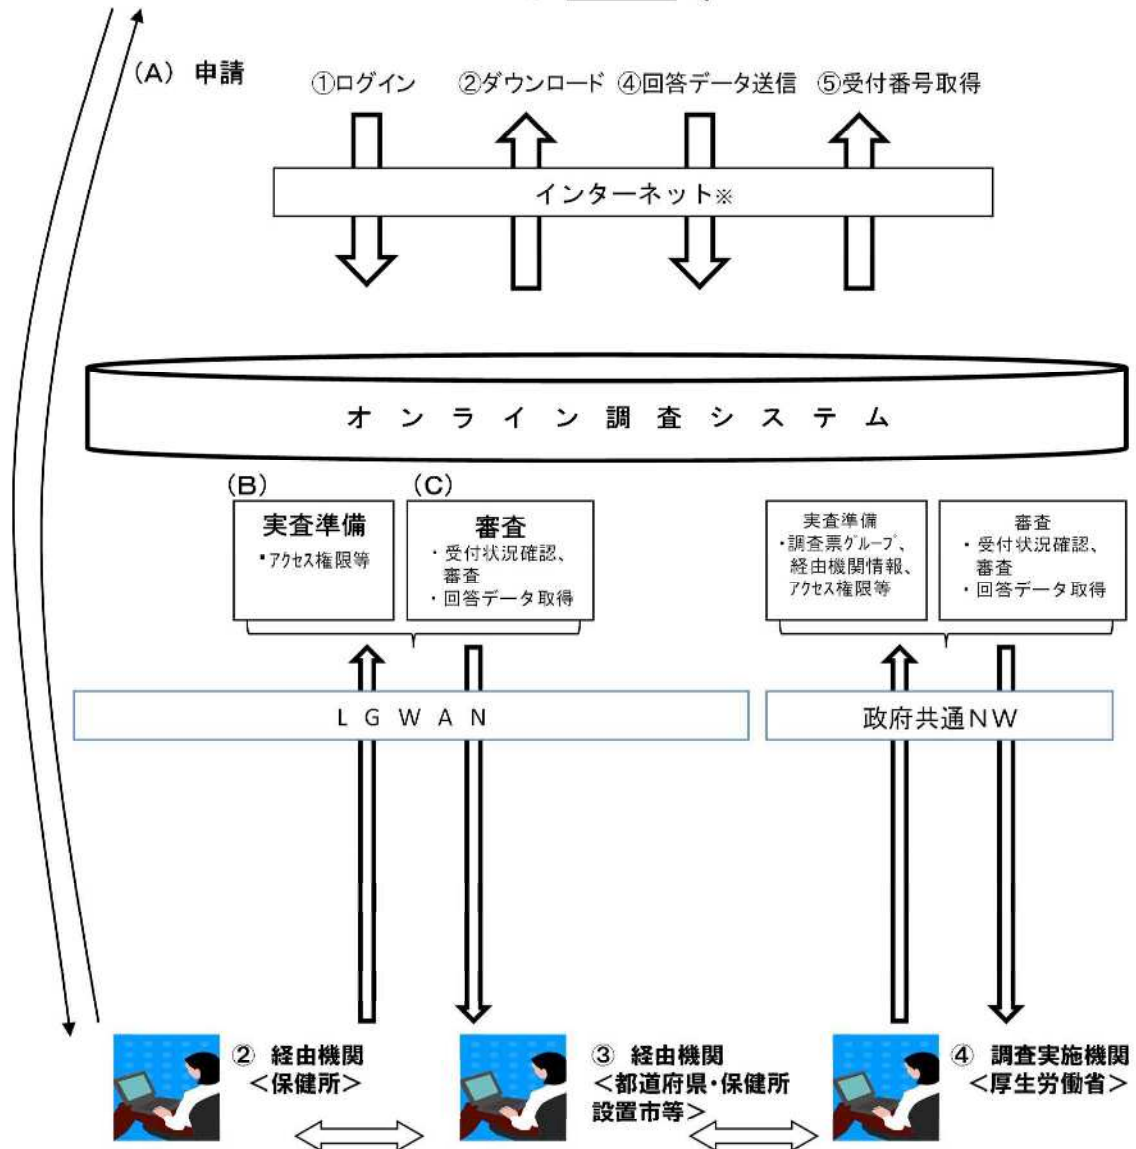 (A) 申請
①ログイン
②ダウンロード
④回答データ送信
⑤受付番号取得
インターネット※
オンライン調査システム
(B)
実査準備
・アクセス権限等
(C)
審査
・受付状況確認、
審査
・回答データ取得
実査準備
・調査票グループ、
経由機関情報、
アクセス権限等
審査
・受付状況確認、
審査
・回答データ取得
LGWAN
政府共通NW
② 経由機関
<保健所>
③ 経由機関
<都道府県・保健所
設置市等>
④ 調査実施機関
<厚生労働省>